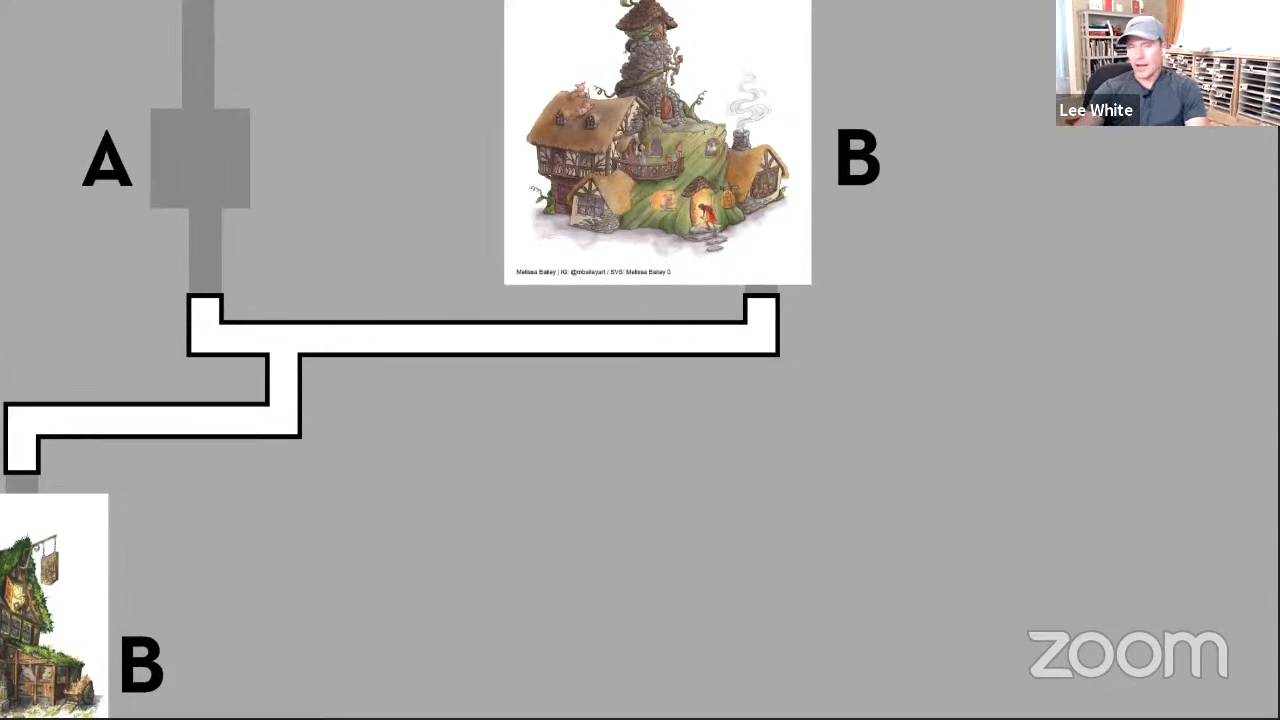 Lee White
A
B
Melissa Bailey | IG: @mbaileyart / SVS: Melissa Bailey 0
B
zoom